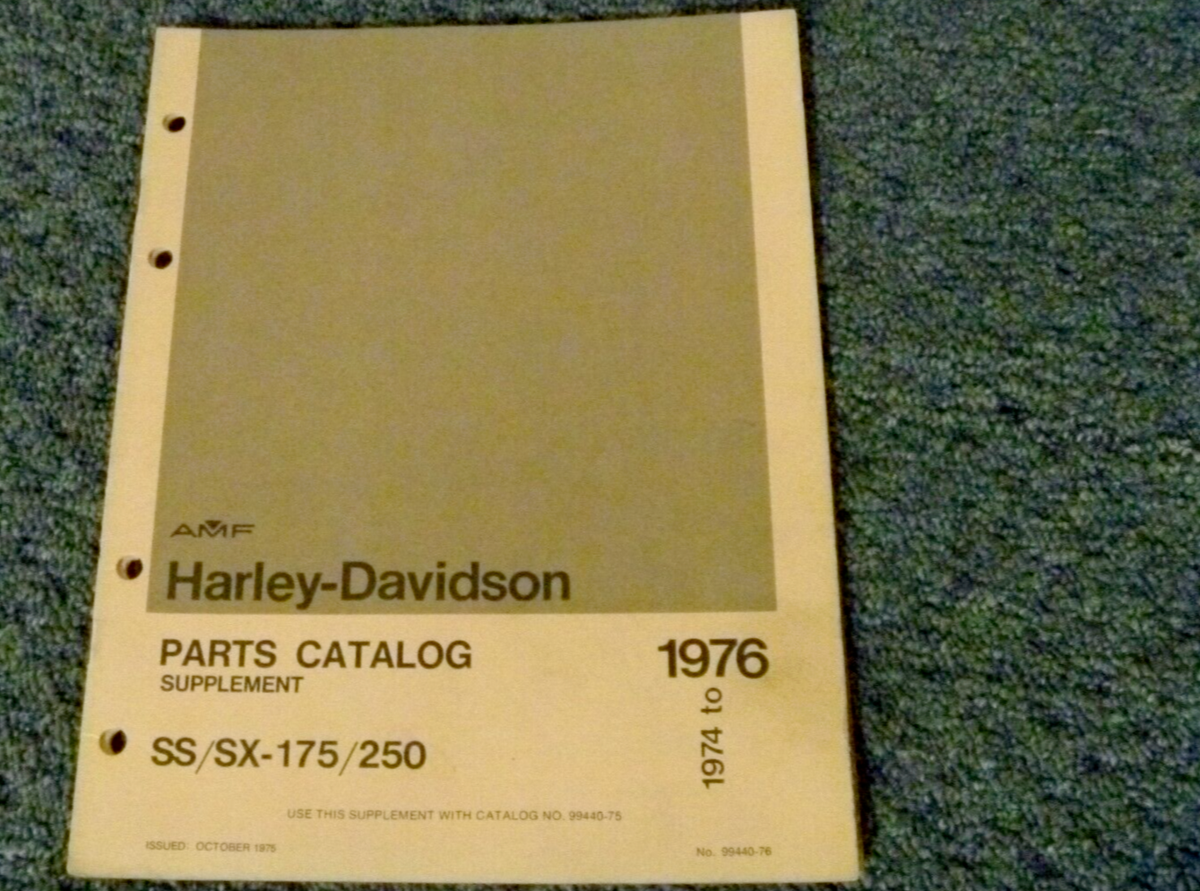 AMF
Harley-Davidson
PARTS CATALOG 1976
SUPPLEMENT
1974 to
SS/SX-175/250
USE THIS SUPPLEMENT WITH CATALOG NO. 99440-75
ISSUED: OCTOBER 1975 No. 99440-76